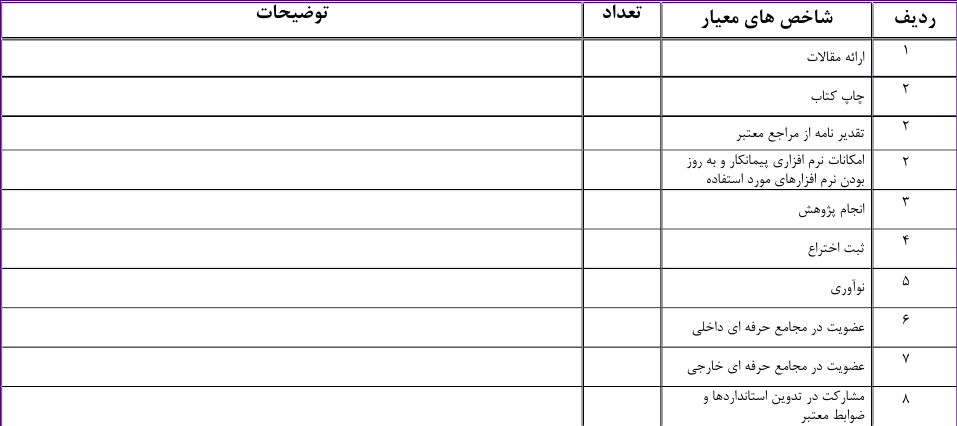 ردیف شاخص های معیار تعداد توضیحات
۱ ارائه مقالات
۲ چاپ کتاب
۲ تقدیر نامه از مراجع معتبر
۲ امکانات نرم افزاری پیمانکار و به روز
بودن نرم افزارهای مورد استفاده
۳ انجام پژوهش
۴ ثبت اختراع
۵ نوآوری
۶ عضویت در مجامع حرفه ای داخلی
۷ عضویت در مجامع حرفه ای خارجی
۸ مشارکت در تدوین استانداردها و
ضوابط معتبر